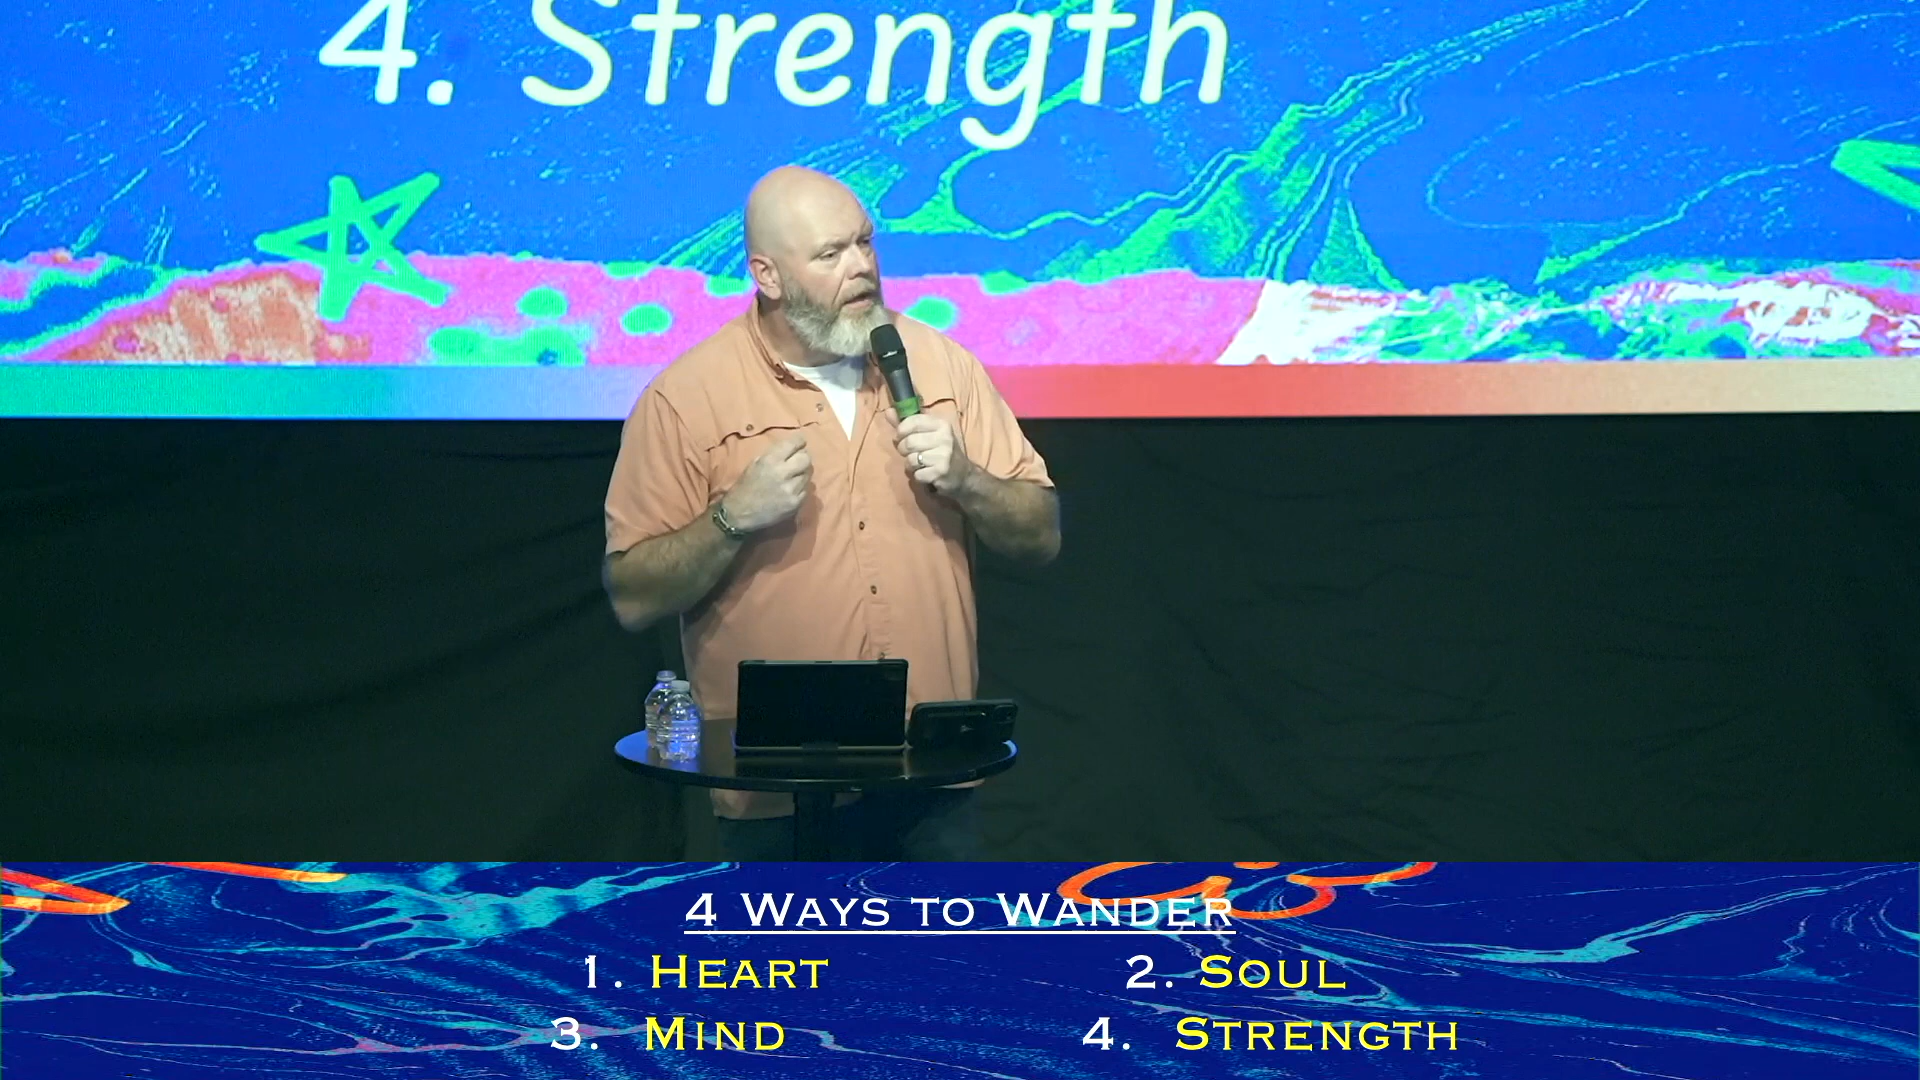 4. Strength
4 Ways to Wander
1. Heart
2. Soul
3. Mind
4. Strength